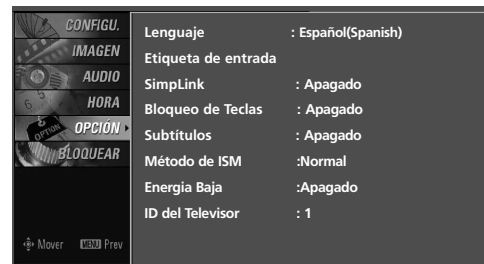 CONFIGU.
IMAGEN
AUDIO
HORA
OPCIÓN
BLOQUEAR
Mover MENU Prev
Lenguaje : Español(Spanish)
Etiqueta de entrada
SimpLink : Apagado
Bloqueo de Teclas : Apagado
Subtítulos : Apagado
Método de ISM :Normal
Energia Baja :Apagado
ID del Televisor : 1